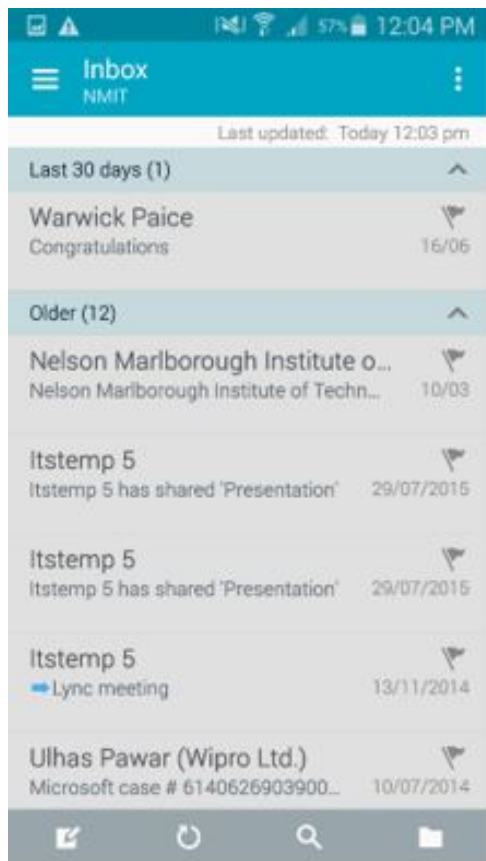 57% 12:04 PM
Inbox
NMIT
Last updated: Today 12:03 pm
Last 30 days (1)
Warwick Paice
Congratulations 16/06
Older (12)
Nelson Marlborough Institute o...
Nelson Marlborough Institute of Techn... 10/03
Itstemp 5
Itstemp 5 has shared 'Presentation' 29/07/2015
Itstemp 5
Itstemp 5 has shared 'Presentation' 29/07/2015
Itstemp 5
Lync meeting 13/11/2014
Ulhas Pawar (Wipro Ltd.)
Microsoft case # 6140626903900... 10/07/2014